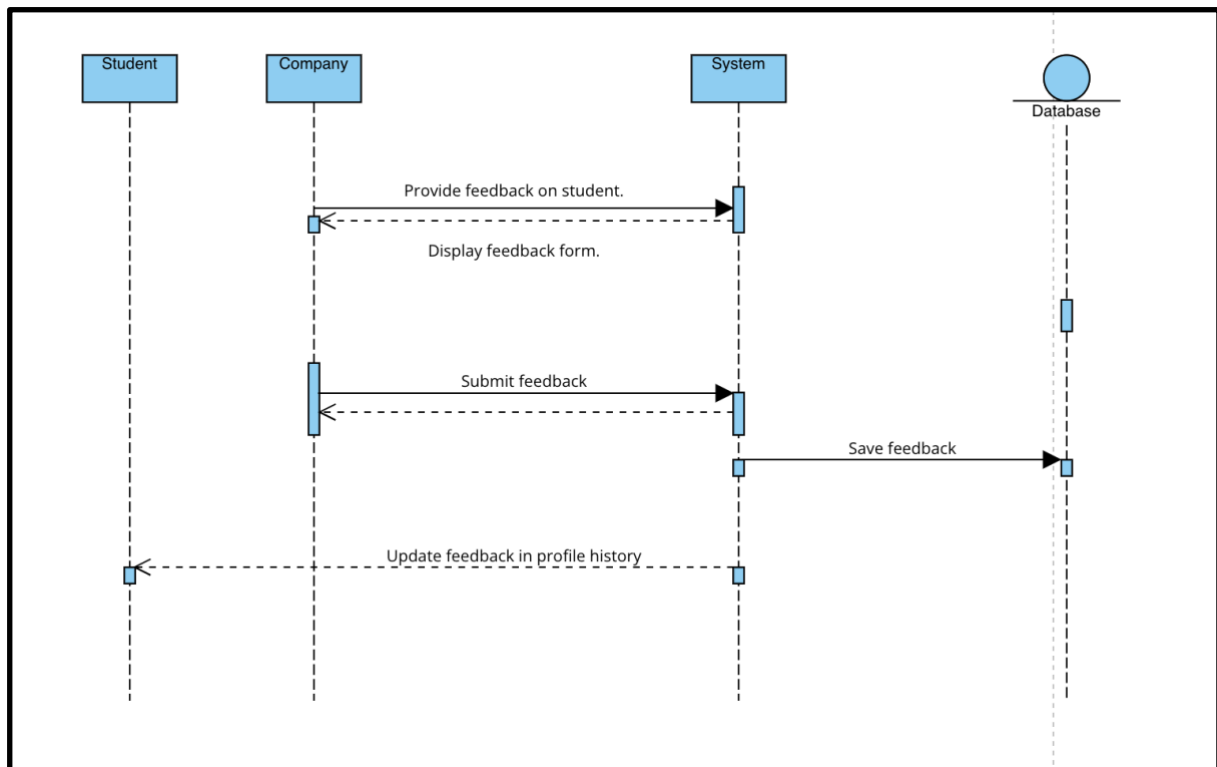 Student
Company
System
Database
Provide feedback on student.
Display feedback form.
Submit feedback
Save feedback
Update feedback in profile history